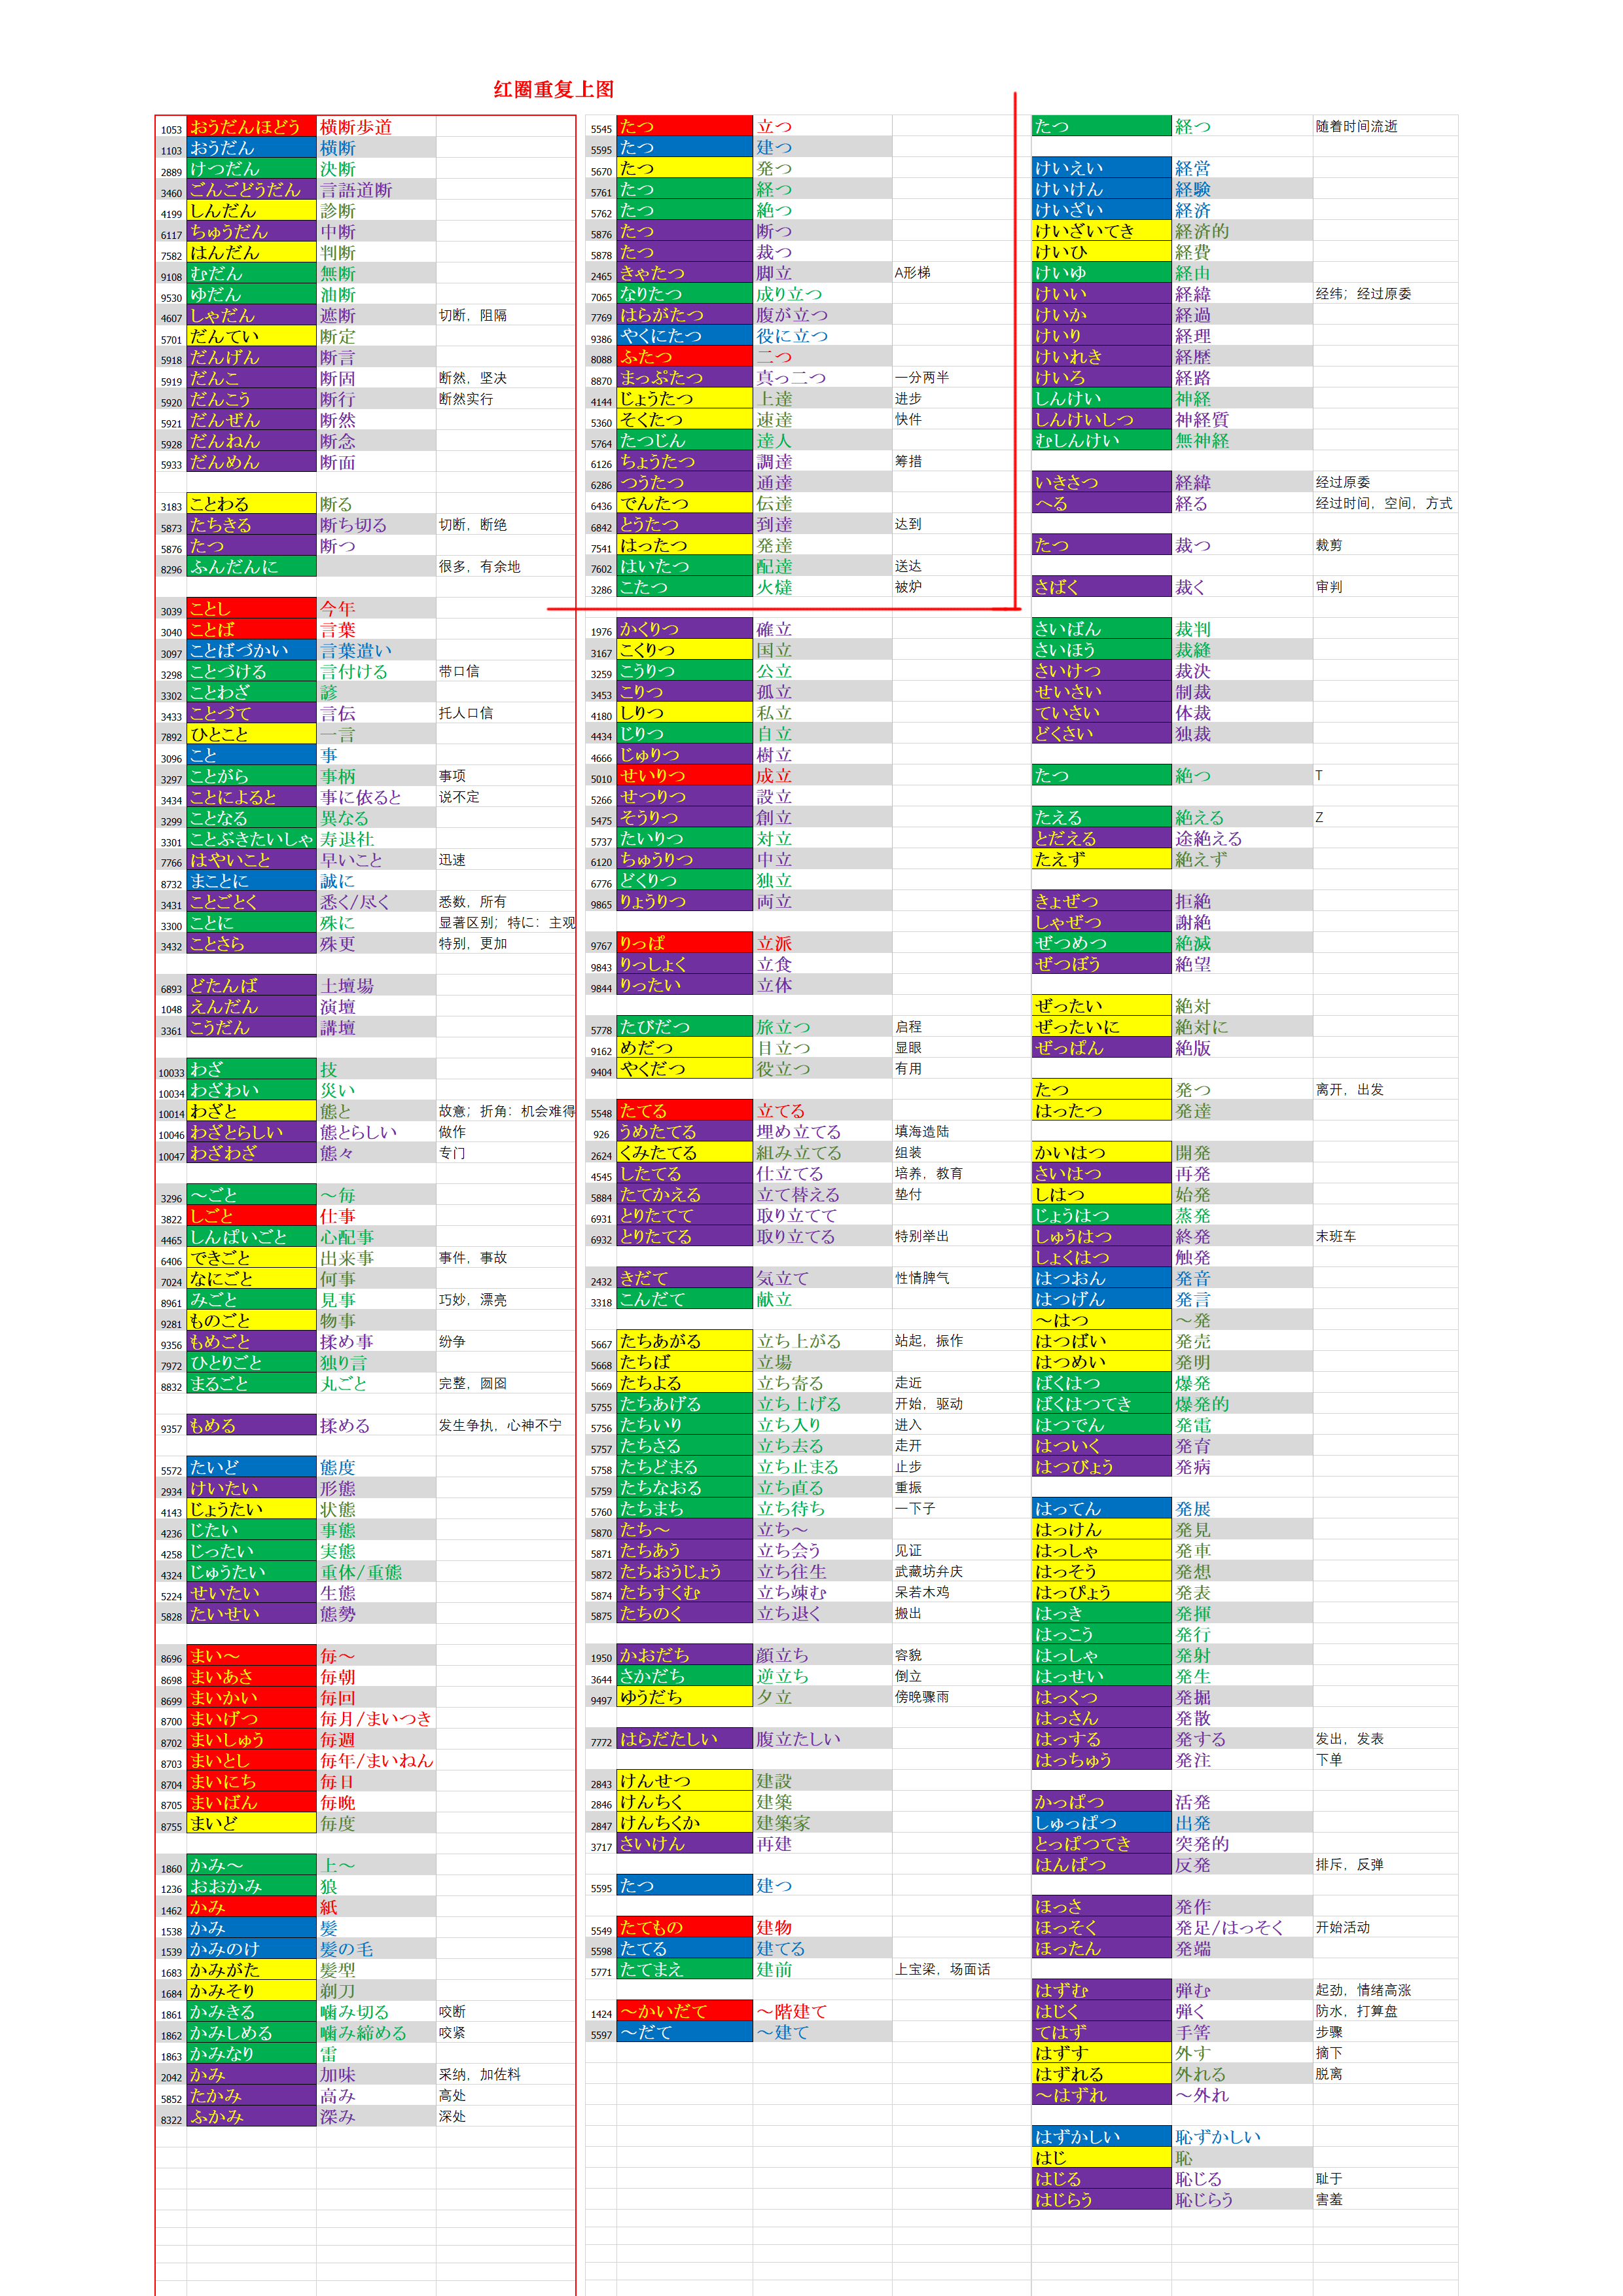 红圈重复上图
1053 おうだんほどう 横断歩道
1103 おうだん 横断
2889 けつだん 決断
3460 ごんごどうだん 言語道断
4199 しんだん 診断
6117 ちゅうだん 中断
7582 はんだん 判断
9108 むだん 無断
9530 ゆだん 油断
4607 しゃだん 遮断 切断，阻隔
5701 だんてい 断定
5918 だんげん 断言
5919 だんこ 断固 断然，坚决
5920 だんこう 断行 断然实行
5921 だんぜん 断然
5928 だんねん 断念
5933 だんめん 断面
3183 ことわる 断る
5873 たちきる 断ち切る 切断，断绝
5876 たつ 断つ
8296 ふんだんに 很多，有余地
3039 ことし 今年
3040 ことば 言葉
3097 ことばづかい 言葉遣い
3298 ことづける 言付ける 带口信
3302 ことわざ 諺
3433 ことづて 言伝 托人口信
7892 ひとこと 一言
3096 こと 事
3297 ことがら 事柄 事项
3434 ことによると 事に依ると 说不定
3299 ことなる 異なる
3301 ことぶきたいしゃ 寿退社
7766 はやいこと 早いこと 迅速
8732 まことに 誠に
3431 ことごとく 悉く/尽く 悉数，所有
3300 ことに 殊に 显著区别；特に：主观
3432 ことさら 殊更 特别，更加
6893 どたんば 土壇場
1048 えんだん 演壇
3361 こうだん 講壇
10033 わざ 技
10034 わざわい 災い
10014 わざと 態と 故意；折角：机会难得
10046 わざとらしい 態とらしい 做作
10047 わざわざ 態々 专门
3296 ～ごと ～毎
3822 しごと 仕事
4465 しんぱいごと 心配事
6406 できごと 出来事 事件，事故
7024 なにごと 何事
8961 みごと 見事 巧妙，漂亮
9281 ものごと 物事
9356 もめごと 揉め事 纷争
7972 ひとりごと 独り言
8832 まるごと 丸ごと 完整，囫囵
9357 もめる 揉める 发生争执，心神不宁
5572 たいど 態度
2934 けいたい 形態
4143 じょうたい 状態
4236 じたい 事態
4258 じったい 実態
4324 じゅうたい 重体/重態
5224 せいたい 生態
5828 たいせい 態勢
8696 まい～ 毎～
8698 まいあさ 毎朝
8699 まいかい 毎回
8700 まいげつ 毎月/まいつき
8702 まいしゅう 毎週
8703 まいとし 毎年/まいねん
8704 まいにち 毎日
8705 まいばん 毎晩
8755 まいど 毎度
1860 かみ～ 上～
1236 おおかみ 狼
1462 かみ 紙
1538 かみ 髪
1539 かみのけ 髪の毛
1683 かみがた 髪型
1684 かみそり 剃刀
1861 かみきる 噛み切る 咬断
1862 かみしめる 噛み締める 咬紧
1863 かみなり 雷
2042 かみ 加味 采纳，加佐料
5852 たかみ 高み 高处
8322 ふかみ 深み 深处
5545 たつ 立つ
5595 たつ 建つ
5670 たつ 発つ
5761 たつ 経つ
5762 たつ 絶つ
5876 たつ 断つ
5878 たつ 裁つ
2465 きゃたつ 脚立 A形梯
7065 なりたつ 成り立つ
7769 はらがたつ 腹が立つ
9386 やくにたつ 役に立つ
8088 ふたつ 二つ
8870 まっぷたつ 真っ二つ 一分两半
4144 じょうたつ 上達 进步
5360 そくたつ 速達 快件
5764 たつじん 達人
6126 ちょうたつ 調達 筹措
6286 つうたつ 通達
6436 でんたつ 伝達
6842 とうたつ 到達 达到
7541 はったつ 発達
7602 はいたつ 配達 送达
3286 こたつ 火燵 被炉
1976 かくりつ 確立
3167 こくりつ 国立
3259 こうりつ 公立
3453 こりつ 孤立
4180 しりつ 私立
4434 じりつ 自立
4666 じゅりつ 樹立
5010 せいりつ 成立
5266 せつりつ 設立
5475 そうりつ 創立
5737 たいりつ 対立
6120 ちゅうりつ 中立
6776 どくりつ 独立
9865 りょうりつ 両立
9767 りっぱ 立派
9843 りっしょく 立食
9844 りったい 立体
5778 たびだつ 旅立つ 启程
9162 めだつ 目立つ 显眼
9404 やくだつ 役立つ 有用
5548 たてる 立てる
926 うめたてる 埋め立てる 填海造陆
2624 くみたてる 組み立てる 组装
4545 したてる 仕立てる 培养，教育
5884 たてかえる 立て替える 垫付
6931 とりたてて 取り立てて
6932 とりたてる 取り立てる 特别举出
2432 きだて 気立て 性情脾气
3318 こんだて 献立
5667 たちあがる 立ち上がる 站起，振作
5668 たちば 立場
5669 たちよる 立ち寄る 走近
5755 たちあげる 立ち上げる 开始，驱动
5756 たちいり 立ち入り 进入
5757 たちさる 立ち去る 走开
5758 たちどまる 立ち止まる 止步
5759 たちなおる 立ち直る 重振
5760 たちまち 立ち待ち 一下子
5870 たち～ 立ち～
5871 たちあう 立ち会う 见证
5872 たちおうじょう 立ち往生 武藏坊弁庆
5874 たちすくむ 立ち竦む 呆若木鸡
5875 たちのく 立ち退く 搬出
1950 かおだち 顔立ち 容貌
3644 さかだち 逆立ち 倒立
9497 ゆうだち 夕立 傍晚骤雨
7772 はらだたしい 腹立たしい
2843 けんせつ 建設
2846 けんちく 建築
2847 けんちくか 建築家
3717 さいけん 再建
5595 たつ 建つ
5549 たてもの 建物
5598 たてる 建てる
5771 たてまえ 建前 上宝梁，场面话
1424 ～かいだて ～階建て
5597 ～だて ～建て
たつ 経つ 随着时间流逝
けいえい 経営
けいけん 経験
けいざい 経済
けいざいてき 経済的
けいひ 経費
けいゆ 経由
けいい 経緯 经纬；经过原委
けいか 経過
けいり 経理
けいれき 経歴
けいろ 経路
しんけい 神経
しんけいしつ 神経質
むしんけい 無神経
いきさつ 経緯 经过原委
へる 経る 经过时间，空间，方式
たつ 裁つ 裁剪
さばく 裁く 审判
さいばん 裁判
さいほう 裁縫
さいけつ 裁決
せいさい 制裁
ていさい 体裁
どくさい 独裁
たつ 絶つ T
たえる 絶える Z
とだえる 途絶える
たえず 絶えず
きょぜつ 拒絶
しゃぜつ 謝絶
ぜつめつ 絶滅
ぜつぼう 絶望
ぜったい 絶対
ぜったいに 絶対に
ぜっぱん 絶版
たつ 発つ 离开，出发
はったつ 発達
かいはつ 開発
さいはつ 再発
しはつ 始発
じょうはつ 蒸発
しゅうはつ 終発 末班车
しょくはつ 触発
はつおん 発音
はつげん 発言
～はつ ～発
はつばい 発売
はつめい 発明
ばくはつ 爆発
ばくはつてき 爆発的
はつでん 発電
はついく 発育
はつびょう 発病
はってん 発展
はっけん 発見
はっしゃ 発車
はっそう 発想
はっぴょう 発表
はっき 発揮
はっこう 発行
はっしゃ 発射
はっせい 発生
はっくつ 発掘
はっさん 発散
はっする 発する 发出，发表
はっちゅう 発注 下单
かっぱつ 活発
しゅっぱつ 出発
とっぱつてき 突発的
はんぱつ 反発 排斥，反弹
ほっさ 発作
ほっそく 発足/はっそく 开始活动
ほったん 発端
はずむ 弾む 起劲，情绪高涨
はじく 弾く 防水，打算盘
てはず 手筈 步骤
はずす 外す 摘下
はずれる 外れる 脱离
～はずれ ～外れ
はずかしい 恥ずかしい
はじ 恥
はじる 恥じる 耻于
はじらう 恥じらう 害羞